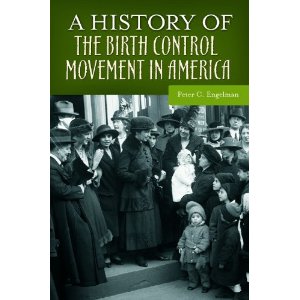 A HISTORY OF
THE BIRTH CONTROL
MOVEMENT IN AMERICA
Peter C. Engelman